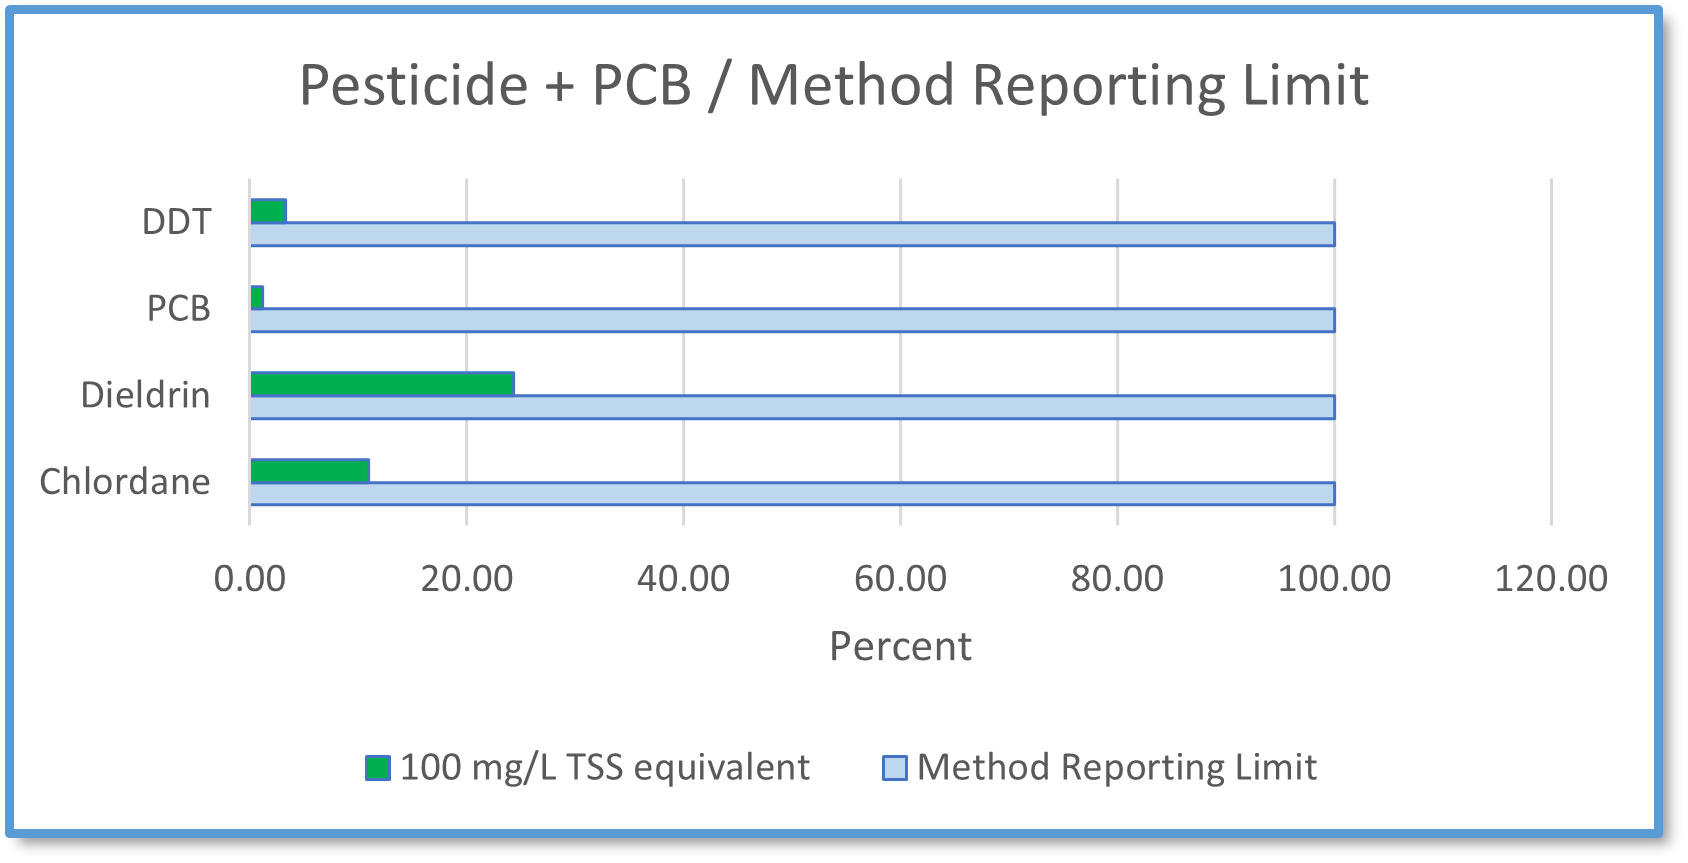 Pesticide + PCB / Method Reporting Limit
DDT
PCB
Dieldrin
Chlordane
0.00 20.00 40.00 60.00 80.00 100.00 120.00
Percent
100 mg/L TSS equivalent Method Reporting Limit